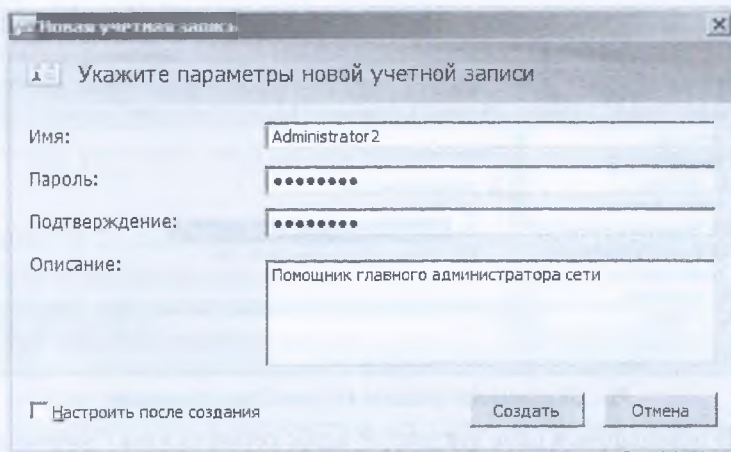 Новая учетная запись
Укажите параметры новой учетной записи
Имя:
Administrator2
Пароль:
Подтверждение:
Описание:
Помощник главного администратора сети
Настроить после создания
Создать
Отмена